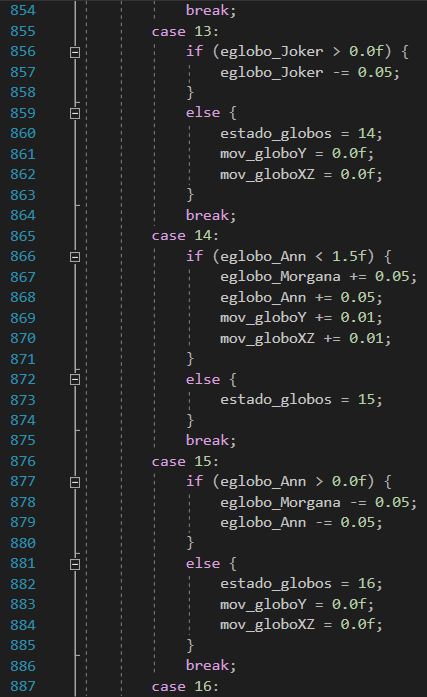 854 break;
855 case 13:
856 if (eglobo_Joker > 0.0f) {
857 eglobo_Joker -= 0.05;
858 }
859 else {
860 estado_globos = 14;
861 mov_globoY = 0.0f;
862 mov_globoXZ = 0.0f;
863 }
864 break;
865 case 14:
866 if (eglobo_Ann < 1.5f) {
867 eglobo_Morgana += 0.05;
868 eglobo_Ann += 0.05;
869 mov_globoY += 0.01;
870 mov_globoXZ += 0.01;
871 }
872 else {
873 estado_globos = 15;
874 }
875 break;
876 case 15:
877 if (eglobo_Ann > 0.0f) {
878 eglobo_Morgana -= 0.05;
879 eglobo_Ann -= 0.05;
880 }
881 else {
882 estado_globos = 16;
883 mov_globoY = 0.0f;
884 mov_globoXZ = 0.0f;
885 }
886 break;
887 case 16: